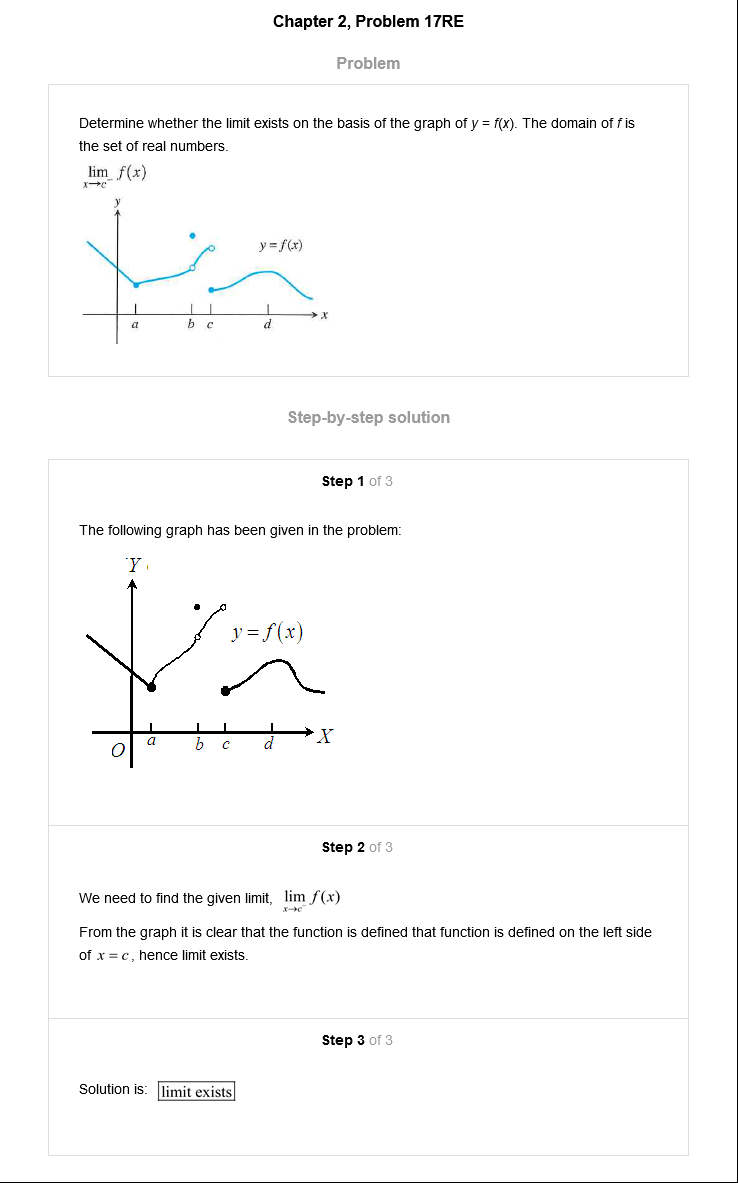 Chapter 2, Problem 17RE
Problem
Determine whether the limit exists on the basis of the graph of y = f(x). The domain of f is
the set of real numbers.
lim f(x)
x→c⁻
y
y = f(x)
x
a b c d
Step-by-step solution
Step 1 of 3
The following graph has been given in the problem:
Y
y = f(x)
X
O a b c d
Step 2 of 3
We need to find the given limit, lim f(x)
x→c⁻
From the graph it is clear that the function is defined that function is defined on the left side
of x = c, hence limit exists.
Step 3 of 3
Solution is: limit exists